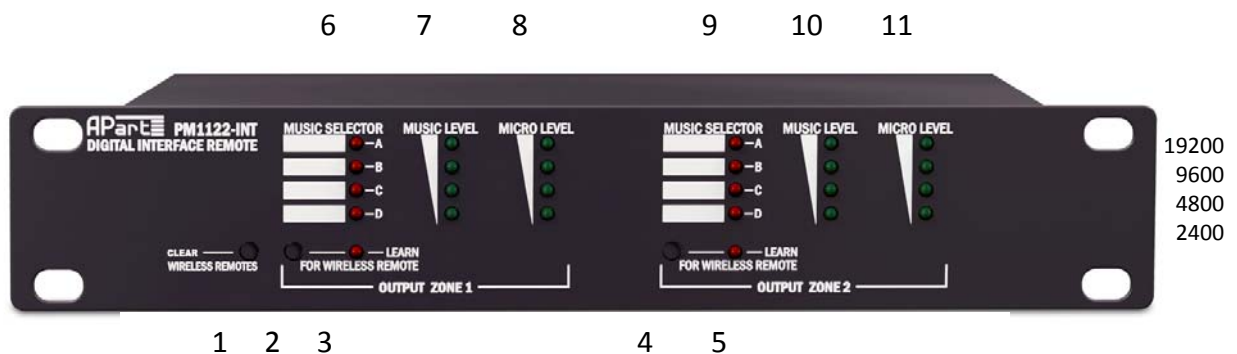 6 7 8 9 10 11
APart PM1122-INT
DIGITAL INTERFACE REMOTE
MUSIC SELECTOR MUSIC LEVEL MICRO LEVEL
A
B
C
D
MUSIC SELECTOR MUSIC LEVEL MICRO LEVEL
A
B
C
D
19200
9600
4800
2400
CLEAR
WIRELESS REMOTES
LEARN
FOR WIRELESS REMOTE
OUTPUT ZONE 1
LEARN
FOR WIRELESS REMOTE
OUTPUT ZONE 2
1 2 3 4 5